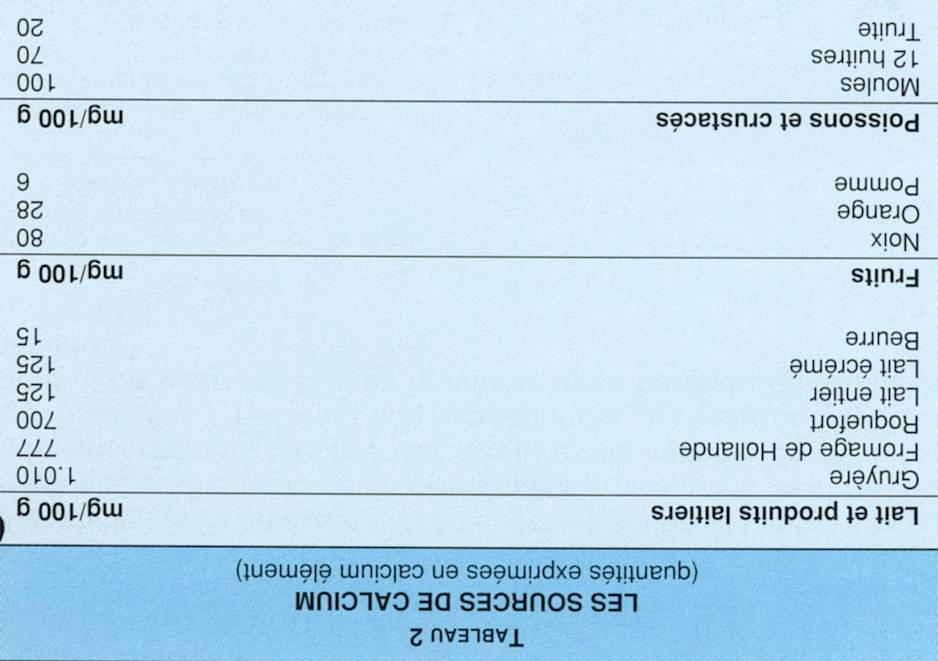 TABLEAU 2
LES SOURCES DE CALCIUM
(quantités exprimées en calcium élément)
Lait et produits laitiers mg/100 g
Gruyère 1.010
Fromage de Hollande 777
Roquefort 700
Lait entier 125
Lait écrémé 125
Beurre 15
Fruits mg/100 g
Noix 80
Orange 28
Pomme 6
Poissons et crustacés mg/100 g
Moules 100
12 huîtres 70
Truite 20